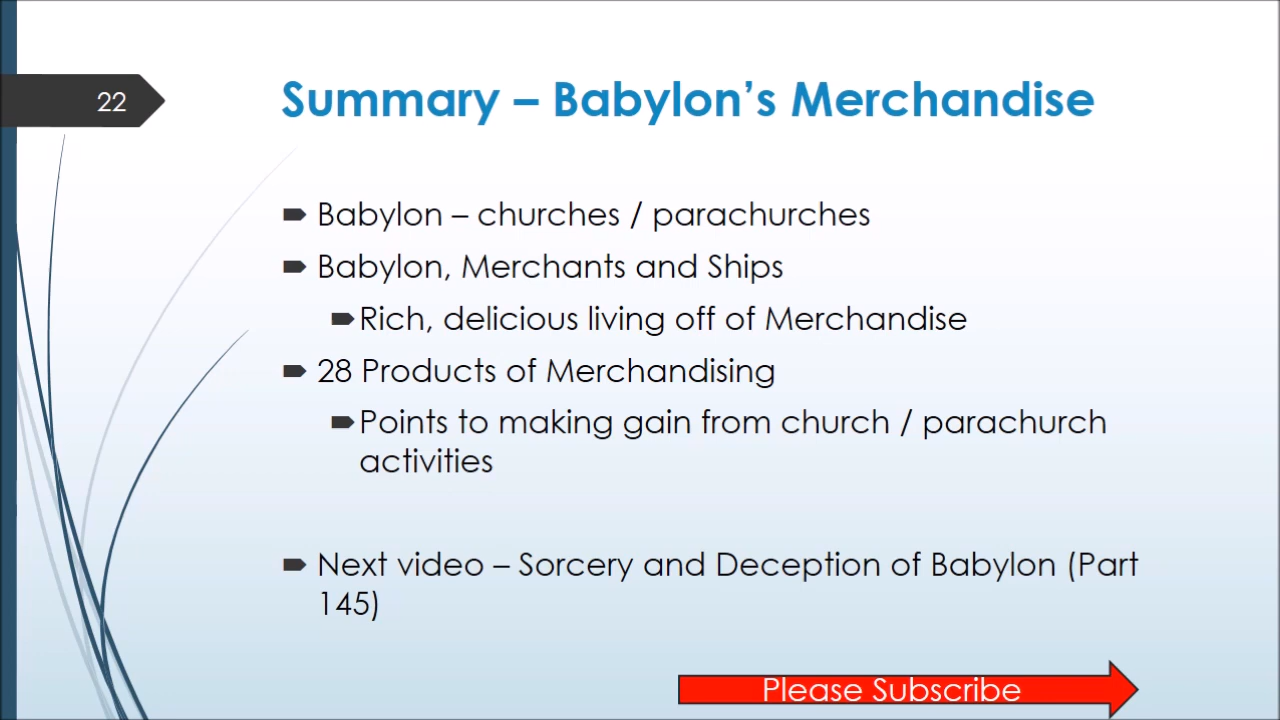 22
Summary – Babylon’s Merchandise
Babylon – churches / parachurches
Babylon, Merchants and Ships
Rich, delicious living off of Merchandise
28 Products of Merchandising
Points to making gain from church / parachurch
activities
Next video – Sorcery and Deception of Babylon (Part
145)
Please Subscribe